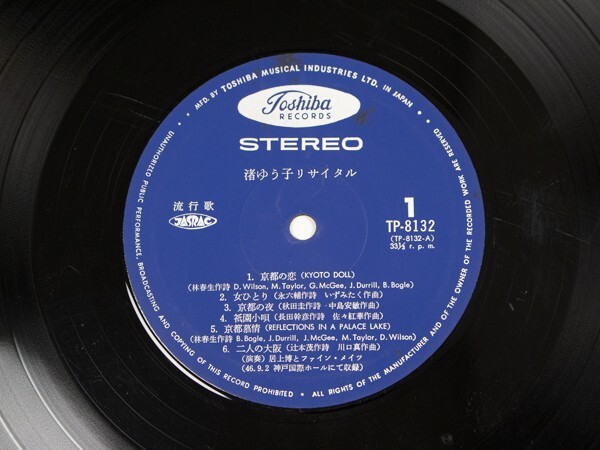 • MFD. BY TOSHIBA MUSICAL INDUSTRIES LTD. IN JAPAN •
Toshiba
RECORDS
STEREO
渚ゆう子リサイタル
流行歌
JASRAC
1
TP-8132
(TP-8132-A)
33⅓ r. p. m.
1. 京都の恋 (KYOTO DOLL)
(林春生作詩 D. Wilson, M. Taylor, G. McGee, J. Durrill, B. Bogle)
2. 女ひとり (永六輔作詩 いずみたく作曲)
3. 京都の夜 (秋田圭作詩・中島安敏作曲)
4. 祇園小唄 (長田幹彦作詩 佐々紅華作曲)
5. 京都慕情 (REFLECTIONS IN A PALACE LAKE)
(林春生作詩 B. Bogle, J. Durrill, J. McGee, M. Taylor, D. Wilson)
6. 二人の大阪 (辻本茂作詩 川口真作曲)
(演奏) 居上博とファイン・メイツ
(46. 9. 2 神戸国際ホールにて収録)
UNAUTHORIZED PUBLIC PERFORMANCE, BROADCASTING AND COPYING OF THIS RECORD PROHIBITED • ALL RIGHTS OF THE MANUFACTURER AND OF THE OWNER OF THE RECORDED WORK ARE RESERVED